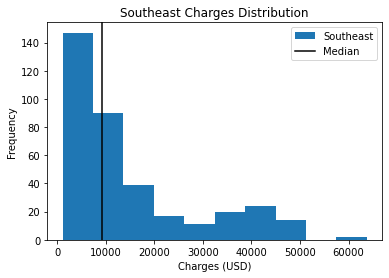 Southeast Charges Distribution
Southeast
Median
Frequency
140
120
100
80
60
40
20
0
0 10000 20000 30000 40000 50000 60000
Charges (USD)